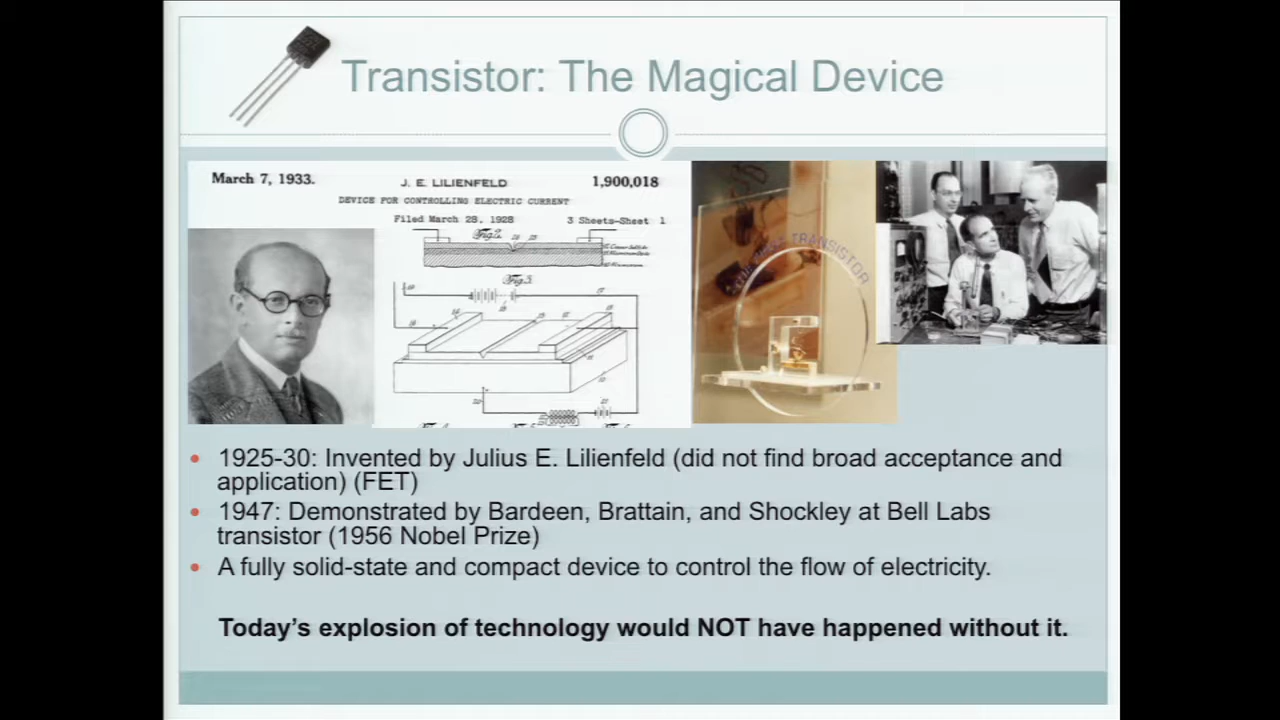 Transistor: The Magical Device
March 7, 1933.
J. E. LILIENFELD
1,900,018
DEVICE FOR CONTROLLING ELECTRIC CURRENT
Filed March 28, 1928
3 Sheets-Sheet 1
Fig.2.
Fig.3.
TRANSISTOR
• 1925-30: Invented by Julius E. Lilienfeld (did not find broad acceptance and
application) (FET)
• 1947: Demonstrated by Bardeen, Brattain, and Shockley at Bell Labs
transistor (1956 Nobel Prize)
• A fully solid-state and compact device to control the flow of electricity.
Today's explosion of technology would NOT have happened without it.